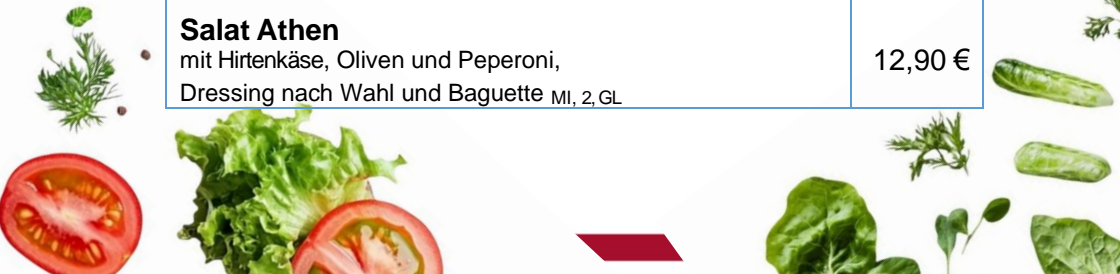 Salat Athen
mit Hirtenkäse, Oliven und Peperoni, 12,90 €
Dressing nach Wahl und Baguette MI, 2, GL